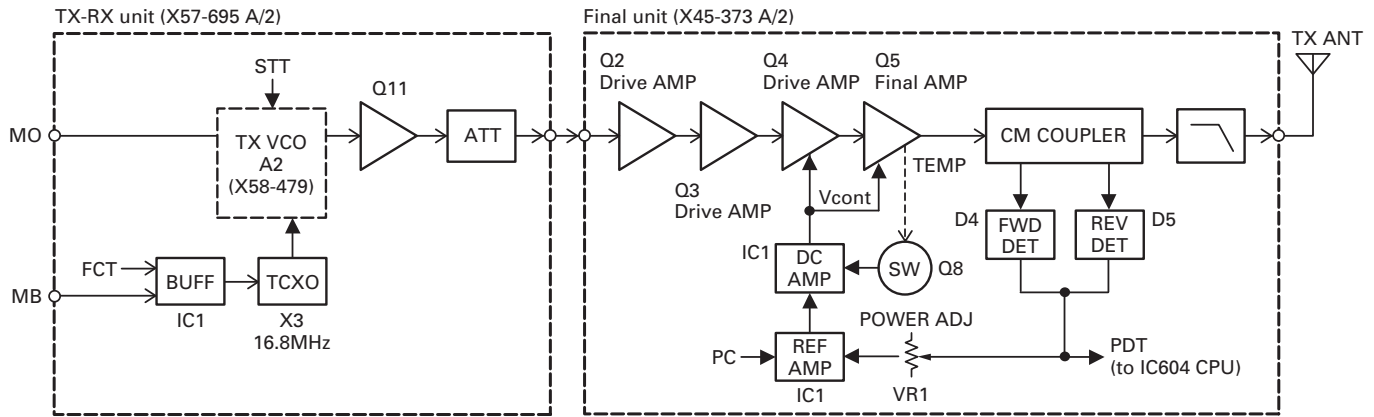 TX-RX unit (X57-695 A/2)
Final unit (X45-373 A/2)
TX ANT
STT
Q11
Q2
Drive AMP
Q4
Drive AMP
Q5
Final AMP
MO
TX VCO
A2
(X58-479)
ATT
CM COUPLER
TEMP
Q3
Drive AMP
Vcont
D4
FWD
DET
REV
DET
D5
IC1
DC
AMP
SW
Q8
FCT
BUFF
TCXO
MB
IC1
X3
16.8MHz
POWER ADJ
PC
REF
AMP
PDT
(to IC604 CPU)
IC1
VR1